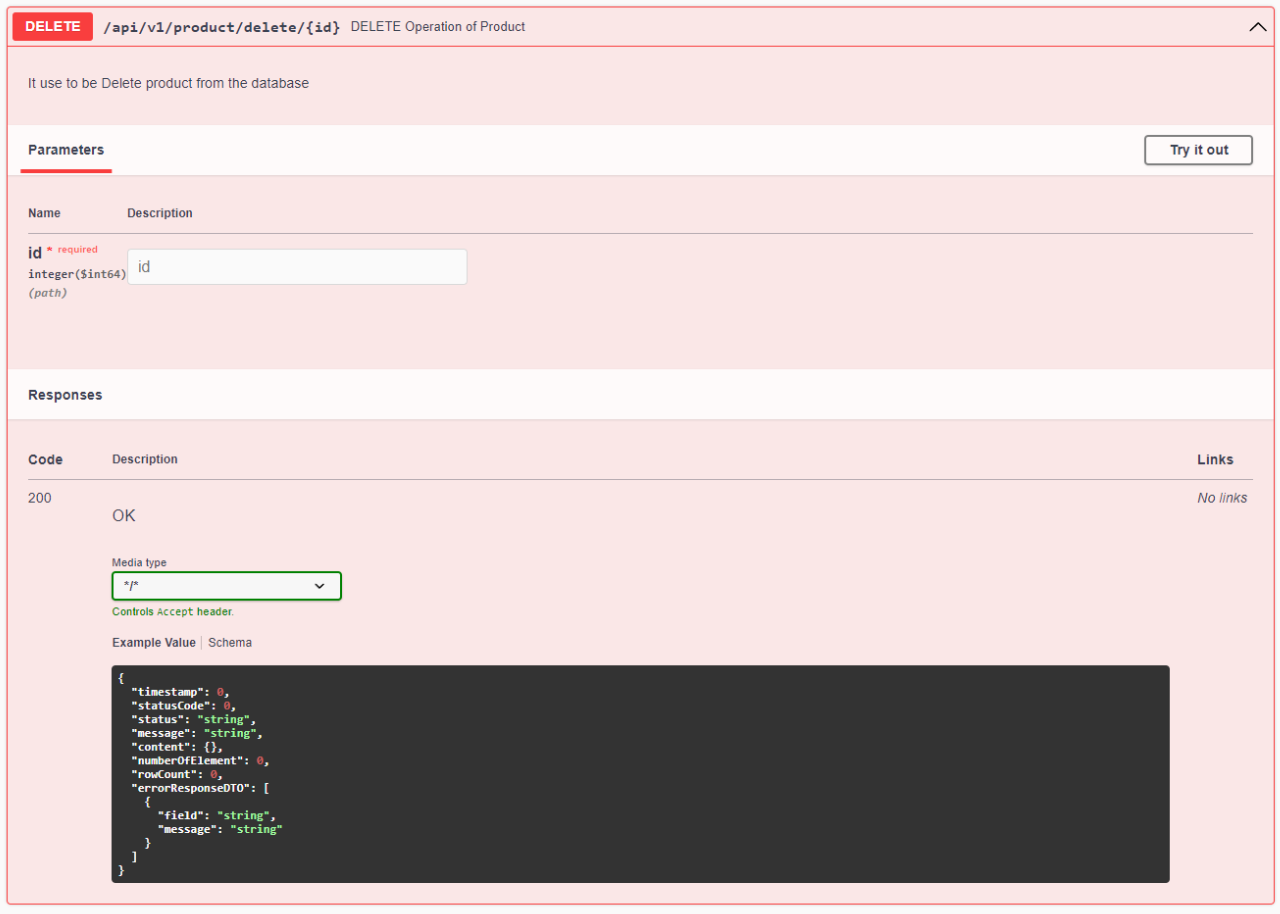 DELETE /api/v1/product/delete/{id} DELETE Operation of Product
It use to be Delete product from the database
Parameters Try it out
Name Description
id * required
integer($int64)
(path)
id
Responses
Code Description Links
200 No links
OK
Media type
*/*
Controls Accept header.
Example Value Schema
{
  "timestamp": 0,
  "statusCode": 0,
  "status": "string",
  "message": "string",
  "content": {},
  "numberOfElement": 0,
  "rowCount": 0,
  "errorResponseDTO": [
    {
      "field": "string",
      "message": "string"
    }
  ]
}